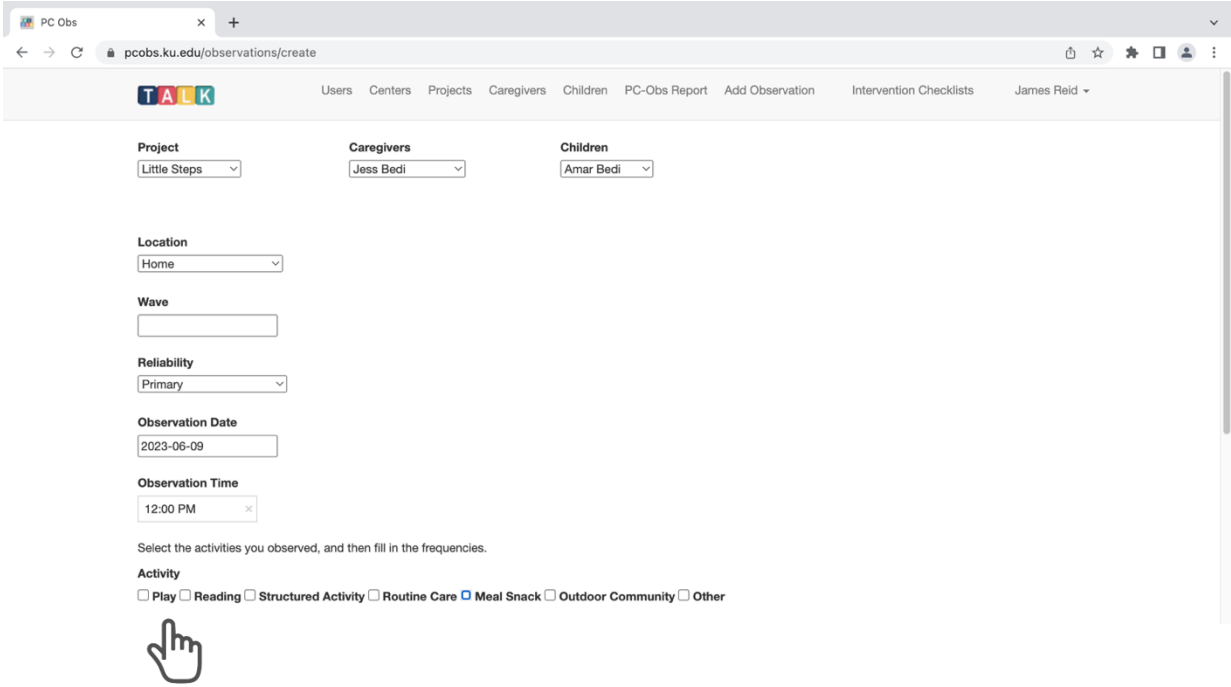 PC Obs
pcobs.ku.edu/observations/create
TALK
Users Centers Projects Caregivers Children PC-Obs Report Add Observation Intervention Checklists James Reid
Project Caregivers Children
Little Steps Jess Bedi Amar Bedi
Location
Home
Wave
Reliability
Primary
Observation Date
2023-06-09
Observation Time
12:00 PM
Select the activities you observed, and then fill in the frequencies.
Activity
Play Reading Structured Activity Routine Care Meal Snack Outdoor Community Other